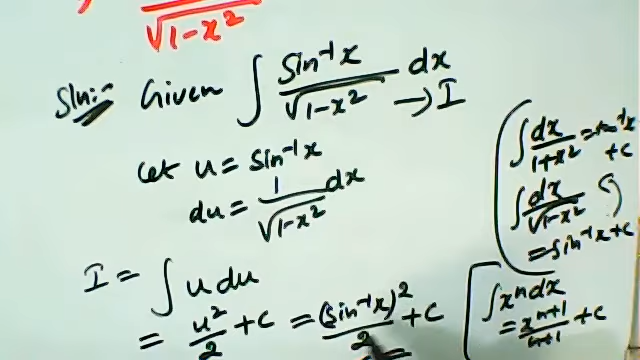 √1-x²
Sln:- Given ∫ sin⁻¹x / √1-x² dx → I
Let u = sin⁻¹x
du = 1 / √1-x² dx
I = ∫ u du
= u²/2 + c = (sin⁻¹x)²/2 + c
∫ dx / 1+x² = tan⁻¹x
+ c
∫ dx / √1-x²
= sin⁻¹x + c
∫ xⁿ dx
= xⁿ⁺¹ / n+1 + c